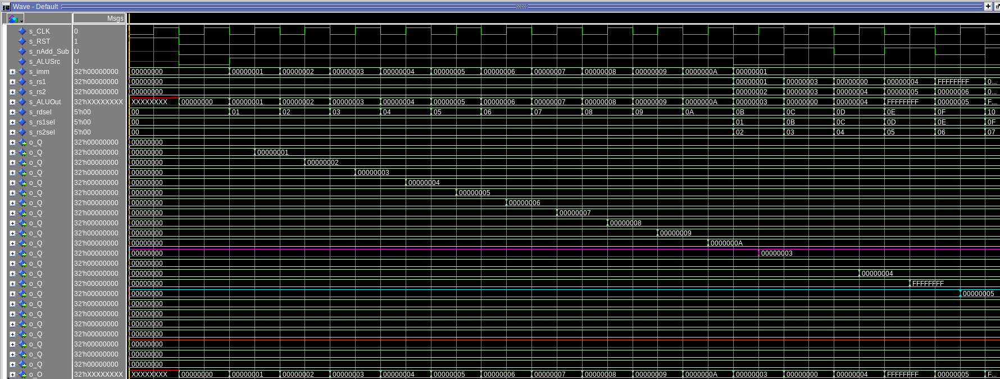 Wave - Default
Msgs
s_CLK 0
s_RST 1
s_nAdd_Sub U
s_ALUSrc U
s_imm 32'h00000000 00000000 00000001 00000002 00000003 00000004 00000005 00000006 00000007 00000008 00000009 0000000A 00000001
s_rs1 32'h00000000 00000000 00000001 00000003 00000000 00000004 FFFFFFFF 0...
s_rs2 32'h00000000 00000000 00000002 00000003 00000004 00000005 00000006 0...
s_ALUOut 32'hXXXXXXXX XXXXXXXX 00000000 00000001 00000002 00000003 00000004 00000005 00000006 00000007 00000008 00000009 0000000A 00000003 00000000 00000004 FFFFFFFF 00000005 F...
s_rdsel 5'h00 00 01 02 03 04 05 06 07 08 09 0A 0B 0C 0D 0E 0F 10
s_rs1sel 5'h00 00 01 0B 0C 0D 0E 0F
s_rs2sel 5'h00 00 02 03 04 05 06 07
o_Q 32'h00000000 00000000
o_Q 32'h00000000 00000000 00000001
o_Q 32'h00000000 00000000 00000002
o_Q 32'h00000000 00000000 00000003
o_Q 32'h00000000 00000000 00000004
o_Q 32'h00000000 00000000 00000005
o_Q 32'h00000000 00000000 00000006
o_Q 32'h00000000 00000000 00000007
o_Q 32'h00000000 00000000 00000008
o_Q 32'h00000000 00000000 00000009
o_Q 32'h00000000 00000000 0000000A
o_Q 32'h00000000 00000000 00000003
o_Q 32'h00000000 00000000
o_Q 32'h00000000 00000000 00000004
o_Q 32'h00000000 00000000 FFFFFFFF
o_Q 32'h00000000 00000000 00000005
o_Q 32'h00000000 00000000
o_Q 32'h00000000 00000000
o_Q 32'h00000000 00000000
o_Q 32'h00000000 00000000
o_Q 32'h00000000 00000000
o_Q 32'h00000000 00000000
o_Q 32'h00000000 00000000
o_O 32'hXXXXXXXX XXXXXXXX 00000000 00000001 00000002 00000003 00000004 00000005 00000006 00000007 00000008 00000009 0000000A 00000003 00000000 00000004 FFFFFFFF 00000005 F...